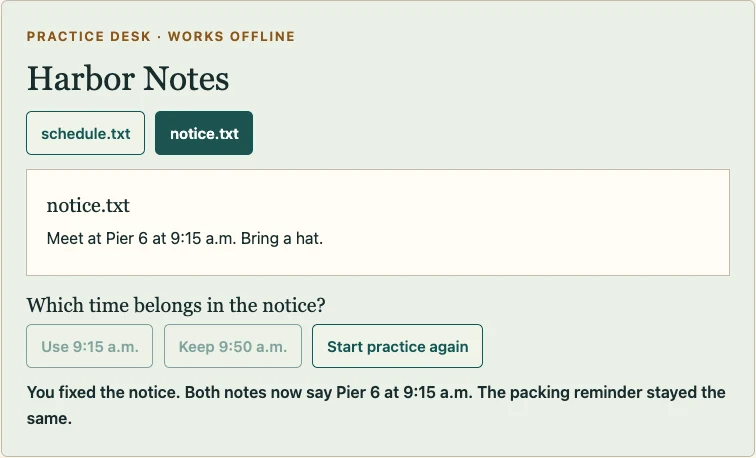 PRACTICE DESK · WORKS OFFLINE
Harbor Notes
schedule.txt notice.txt
notice.txt
Meet at Pier 6 at 9:15 a.m. Bring a hat.
Which time belongs in the notice?
Use 9:15 a.m. Keep 9:50 a.m. Start practice again
You fixed the notice. Both notes now say Pier 6 at 9:15 a.m. The packing reminder stayed the
same.